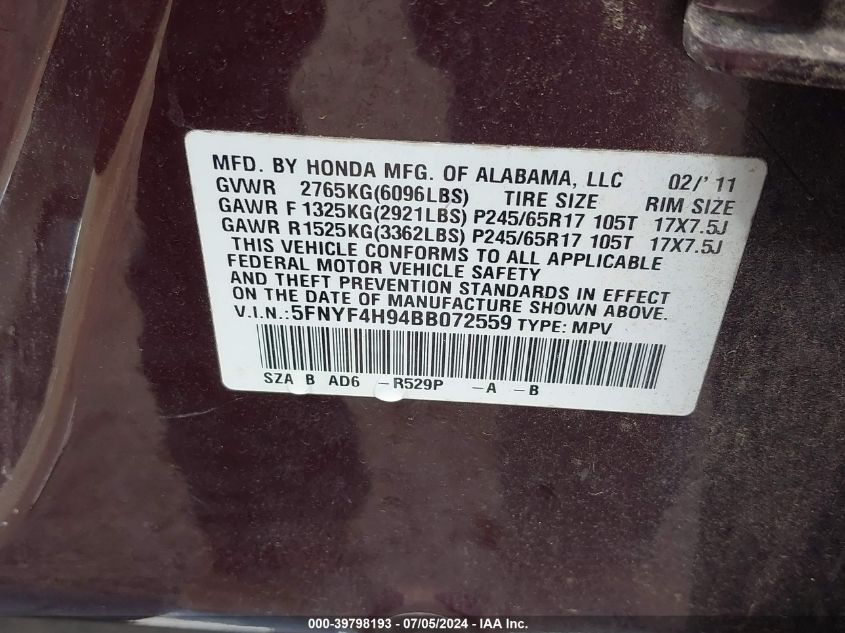 MFD. BY HONDA MFG. OF ALABAMA, LLC 02/'11
GVWR 2765KG(6096LBS) TIRE SIZE RIM SIZE
GAWR F 1325KG(2921LBS) P245/65R17 105T 17X7.5J
GAWR R1525KG(3362LBS) P245/65R17 105T 17X7.5J
THIS VEHICLE CONFORMS TO ALL APPLICABLE
FEDERAL MOTOR VEHICLE SAFETY
AND THEFT PREVENTION STANDARDS IN EFFECT
ON THE DATE OF MANUFACTURE SHOWN ABOVE.
V.I.N.:5FNYF4H94BB072559 TYPE: MPV
SZA B AD6 -R529P -A -B
000-39798193 - 07/05/2024 - IAA Inc.